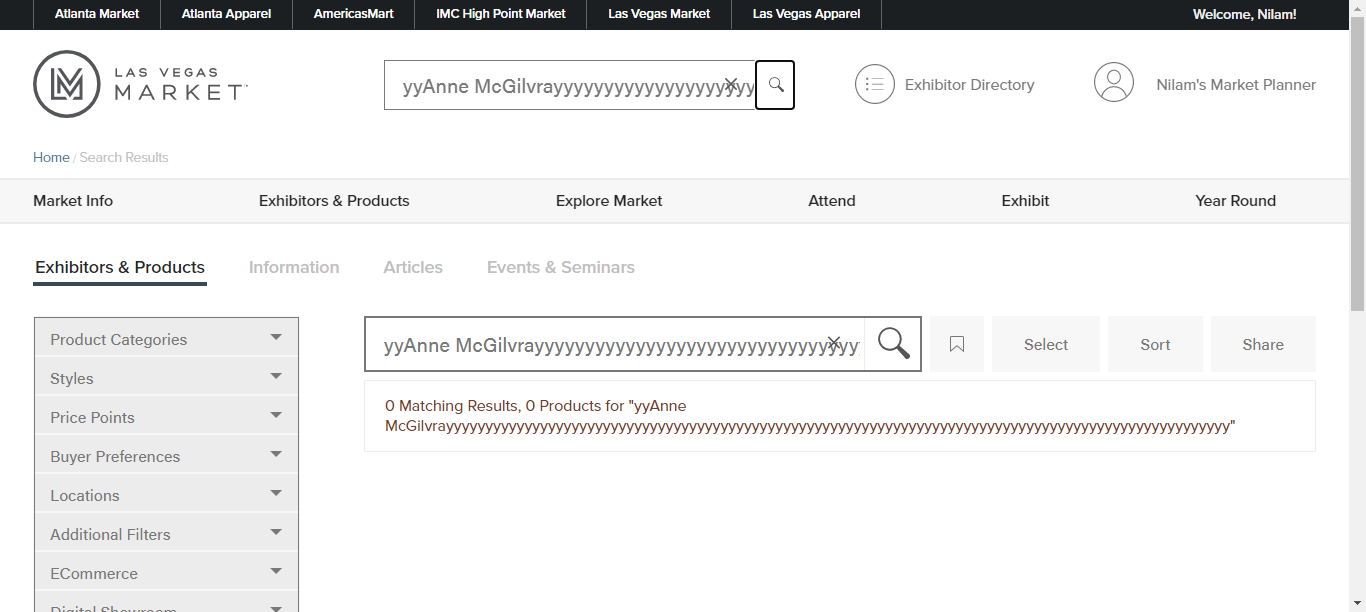 Atlanta Market
Atlanta Apparel
AmericasMart
IMC High Point Market
Las Vegas Market
Las Vegas Apparel
Welcome, Nilam!
LAS VEGAS
MARKET
yyAnne McGilvrayyyyyyyyyyyyyyyyyyyyy
Exhibitor Directory
Nilam's Market Planner
Home / Search Results
Market Info
Exhibitors & Products
Explore Market
Attend
Exhibit
Year Round
Exhibitors & Products
Information
Articles
Events & Seminars
Product Categories
Styles
Price Points
Buyer Preferences
Locations
Additional Filters
ECommerce
Digital Showroom
yyAnne McGilvrayyyyyyyyyyyyyyyyyyyyyyyyyyyyyyyyy
Select
Sort
Share
0 Matching Results, 0 Products for "yyAnne
McGilvrayyyyyyyyyyyyyyyyyyyyyyyyyyyyyyyyyyyyyyyyyyyyyyyyyyyyyyyyyyyyyyyyyyyyyyyyyyyyyyyyyyyyyyyyyyyyyyyyyyyyyyy"